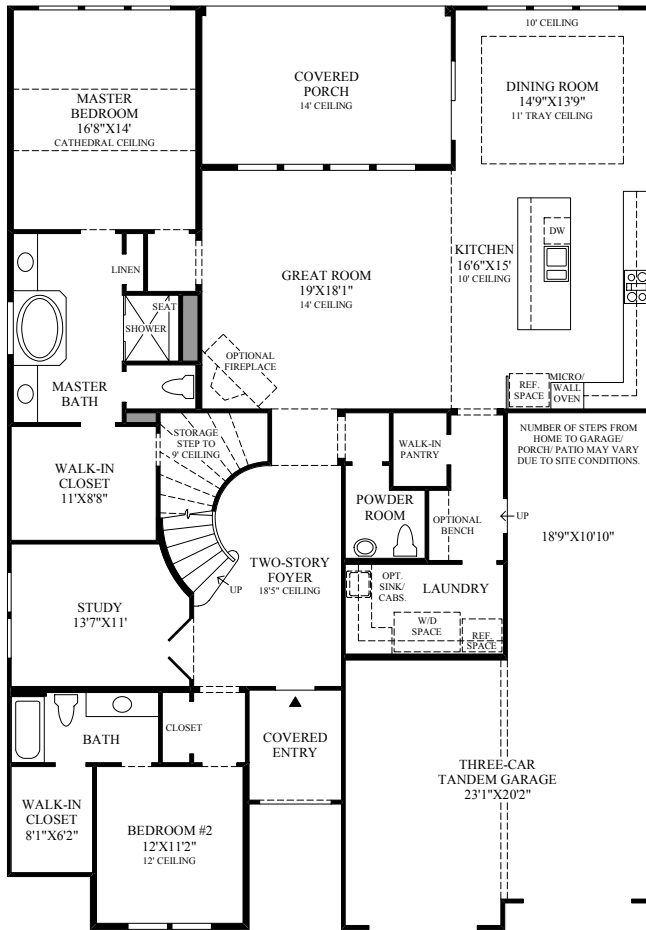 10' CEILING
COVERED
PORCH
14' CEILING
DINING ROOM
14'9"X13'9"
11' TRAY CEILING
MASTER
BEDROOM
16'8"X14'
CATHEDRAL CEILING
DW
KITCHEN
16'6"X15'
10' CEILING
LINEN
GREAT ROOM
19'X18'1"
14' CEILING
SEAT
SHOWER
OPTIONAL
FIREPLACE
MASTER
BATH
REF.
SPACE
MICRO/
WALL
OVEN
STORAGE
STEP TO
9' CEILING
WALK-IN
PANTRY
NUMBER OF STEPS FROM
HOME TO GARAGE/
PORCH/ PATIO MAY VARY
DUE TO SITE CONDITIONS.
WALK-IN
CLOSET
11'X8'8"
POWDER
ROOM
OPTIONAL
BENCH
UP
18'9"X10'10"
TWO-STORY
FOYER
18'5" CEILING
UP
OPT.
SINK/
CABS.
LAUNDRY
STUDY
13'7"X11'
W/D
SPACE
REF.
SPACE
CLOSET
BATH
COVERED
ENTRY
THREE-CAR
TANDEM GARAGE
23'1"X20'2"
WALK-IN
CLOSET
8'1"X6'2"
BEDROOM #2
12'X11'2"
12' CEILING